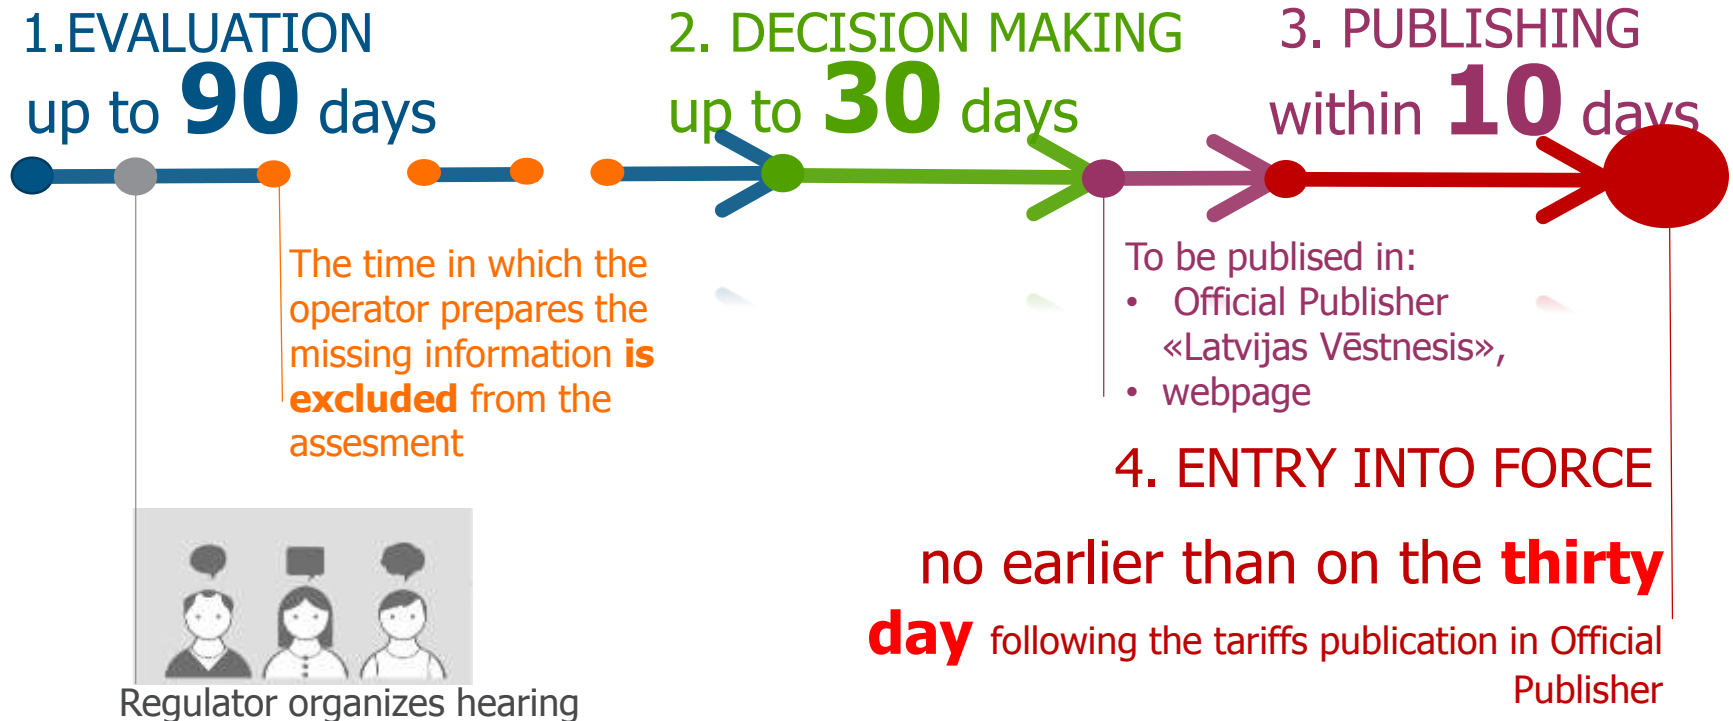 1.EVALUATION
up to 90 days
2. DECISION MAKING
up to 30 days
3. PUBLISHING
within 10 days
The time in which the
operator prepares the
missing information is
excluded from the
assesment
To be publised in:
• Official Publisher
«Latvijas Vēstnesis»,
• webpage
4. ENTRY INTO FORCE
no earlier than on the thirty
day following the tariffs publication in Official
Publisher
Regulator organizes hearing